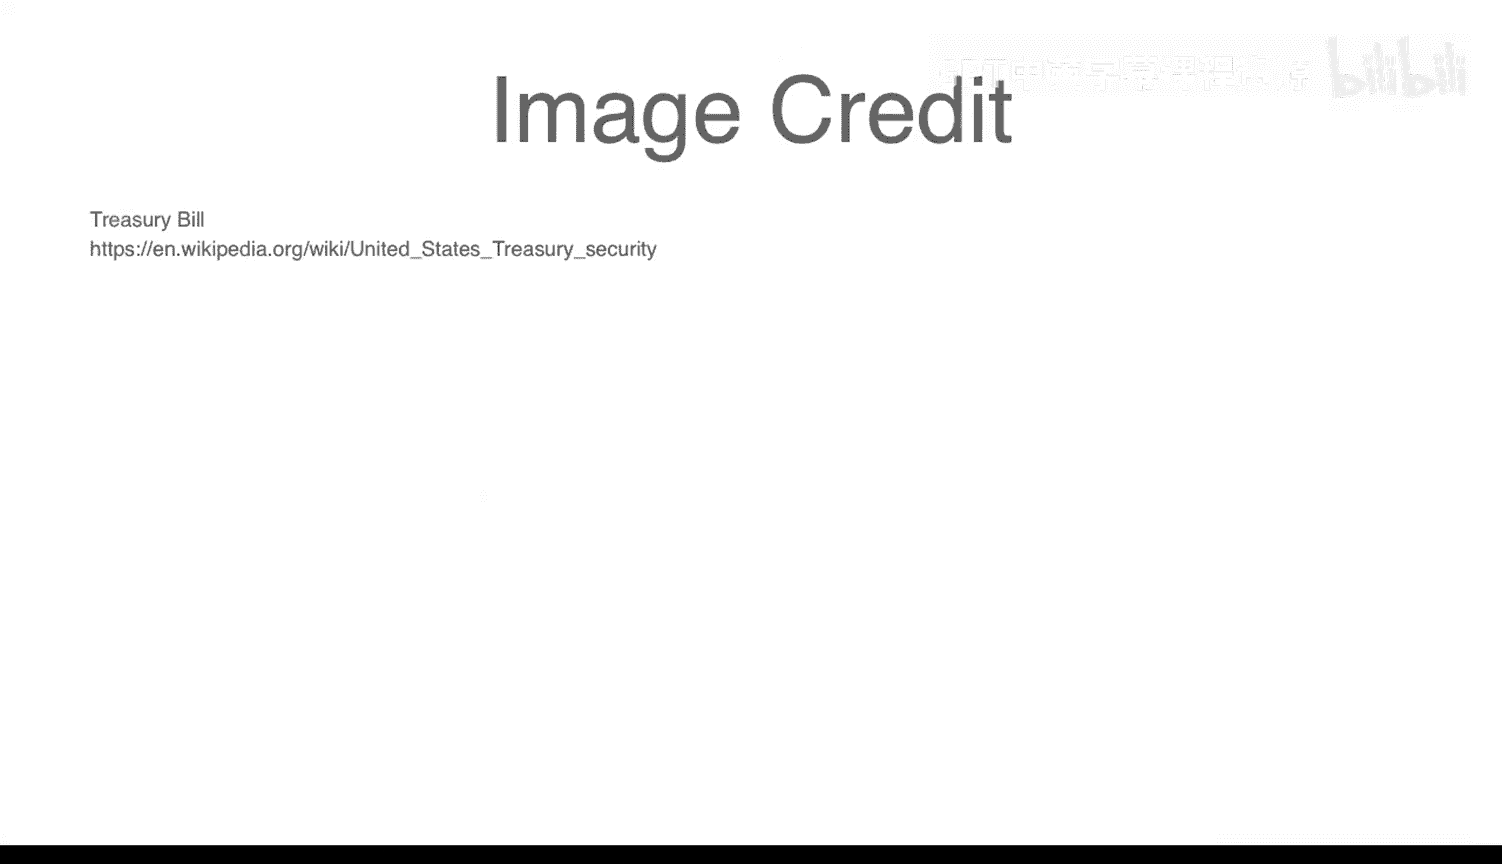 Image Credit
bilibili
Treasury Bill
https://en.wikipedia.org/wiki/United_States_Treasury_security